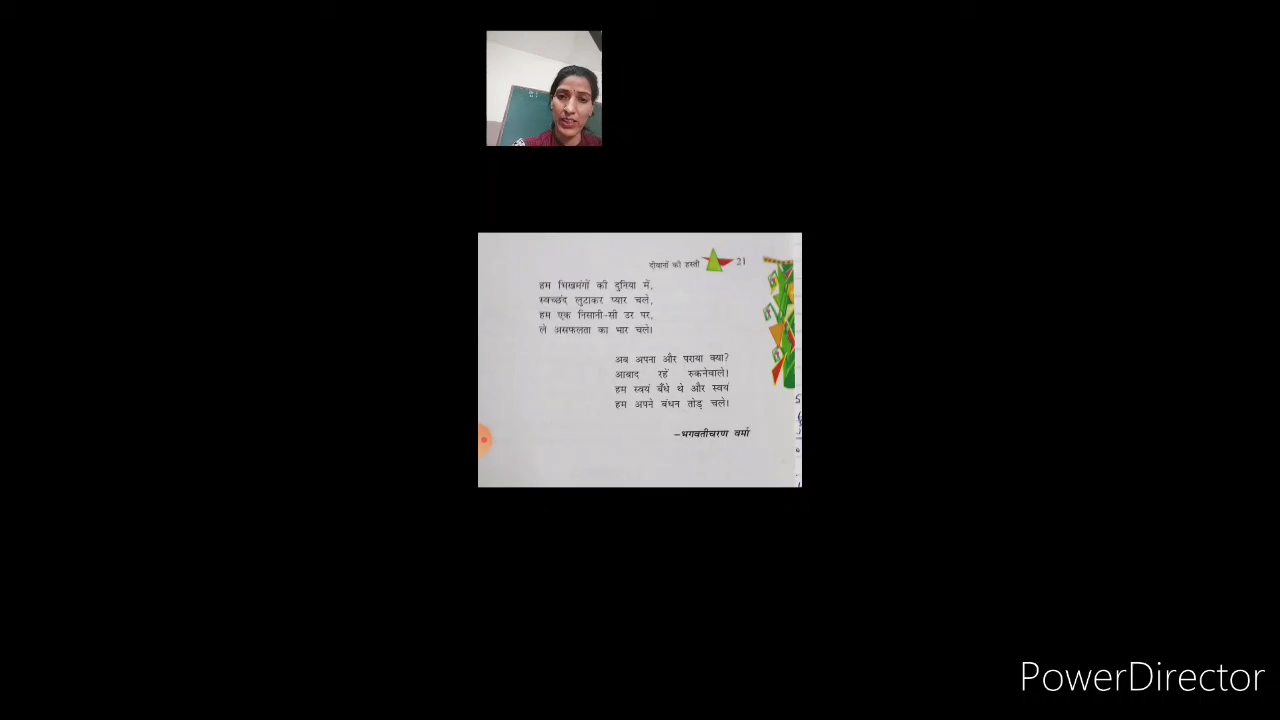 दीवानों की हस्ती 21
हम भिखमंगों की दुनिया में,
स्वच्छंद लुटाकर प्यार चले,
हम एक निसानी-सी उर पर,
ले असफलता का भार चले।
अब अपना और पराया क्या?
आबाद रहें रुकनेवाले!
हम स्वयं बँधे थे और स्वयं
हम अपने बंधन तोड़ चले।
–भगवतीचरण वर्मा
PowerDirector